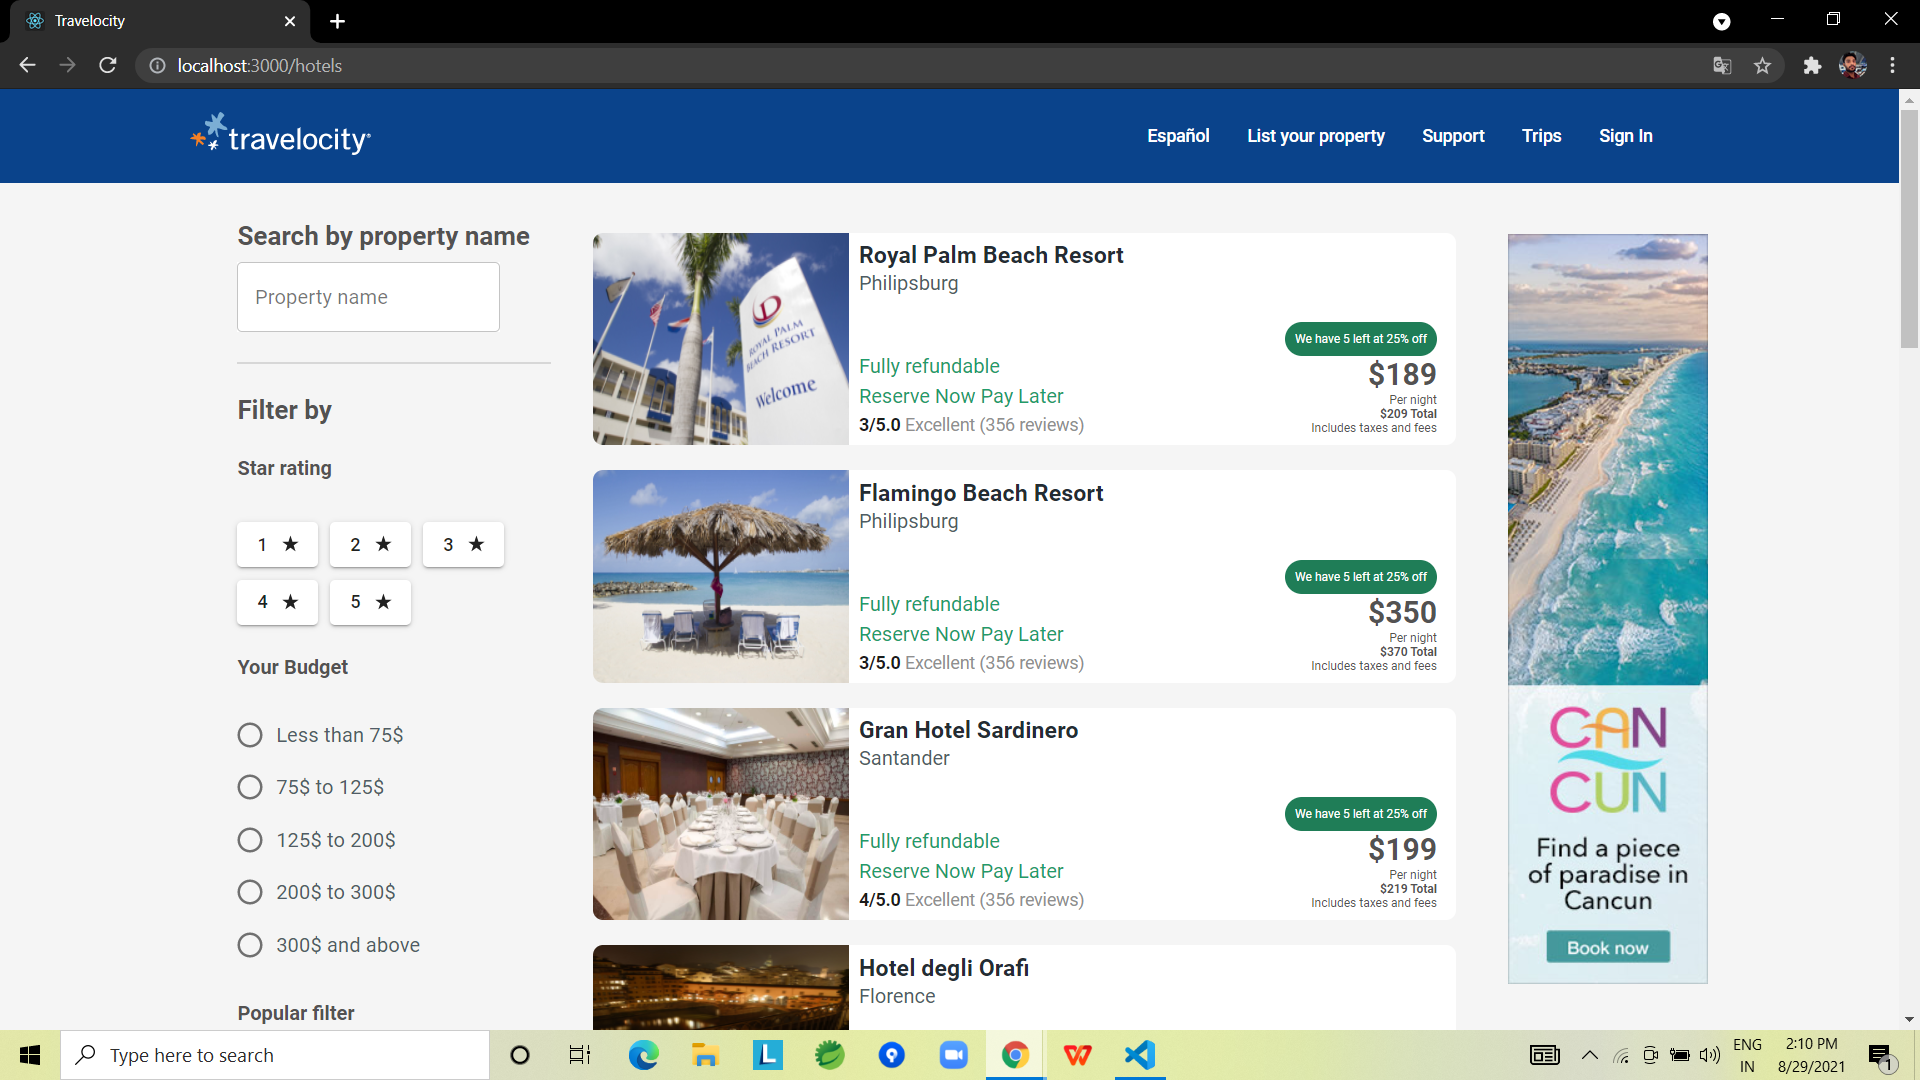 Travelocity
localhost:3000/hotels
travelocity
Español
List your property
Support
Trips
Sign In
Search by property name
Property name
Filter by
Star rating
1 ★
2 ★
3 ★
4 ★
5 ★
Your Budget
Less than 75$
75$ to 125$
125$ to 200$
200$ to 300$
300$ and above
Popular filter
ROYAL PALM
BEACH RESORT
Welcome
Royal Palm Beach Resort
Philipsburg
We have 5 left at 25% off
Fully refundable
$189
Reserve Now Pay Later
Per night
$209 Total
3/5.0 Excellent (356 reviews)
Includes taxes and fees
Flamingo Beach Resort
Philipsburg
We have 5 left at 25% off
Fully refundable
$350
Reserve Now Pay Later
Per night
$370 Total
3/5.0 Excellent (356 reviews)
Includes taxes and fees
Gran Hotel Sardinero
Santander
We have 5 left at 25% off
Fully refundable
$199
Reserve Now Pay Later
Per night
$219 Total
4/5.0 Excellent (356 reviews)
Includes taxes and fees
Hotel degli Orafi
Florence
CAN
CUN
Find a piece
of paradise in
Cancun
Book now
Type here to search
ENG
IN
2:10 PM
8/29/2021
1